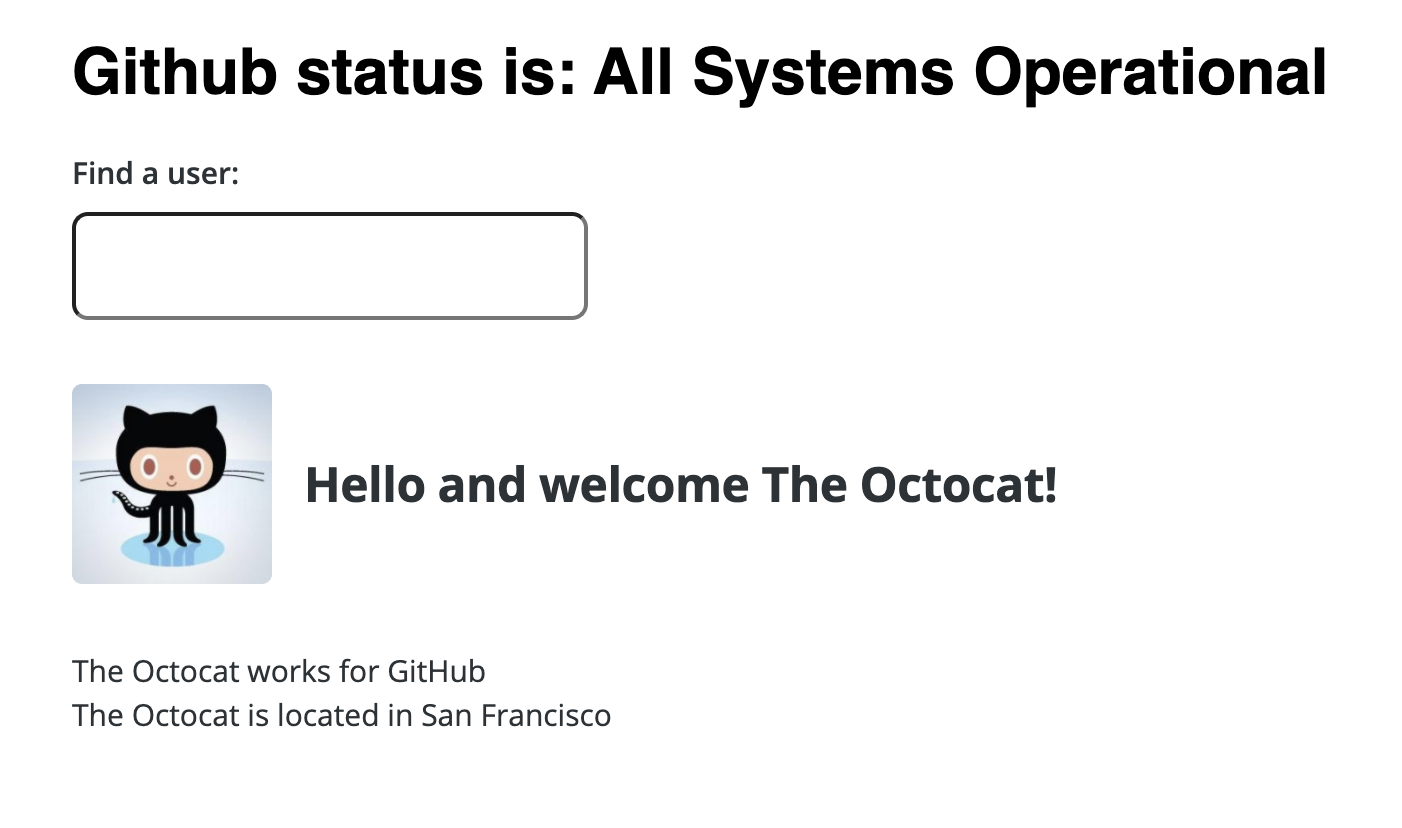 Github status is: All Systems Operational
Find a user:
Hello and welcome The Octocat!
The Octocat works for GitHub
The Octocat is located in San Francisco